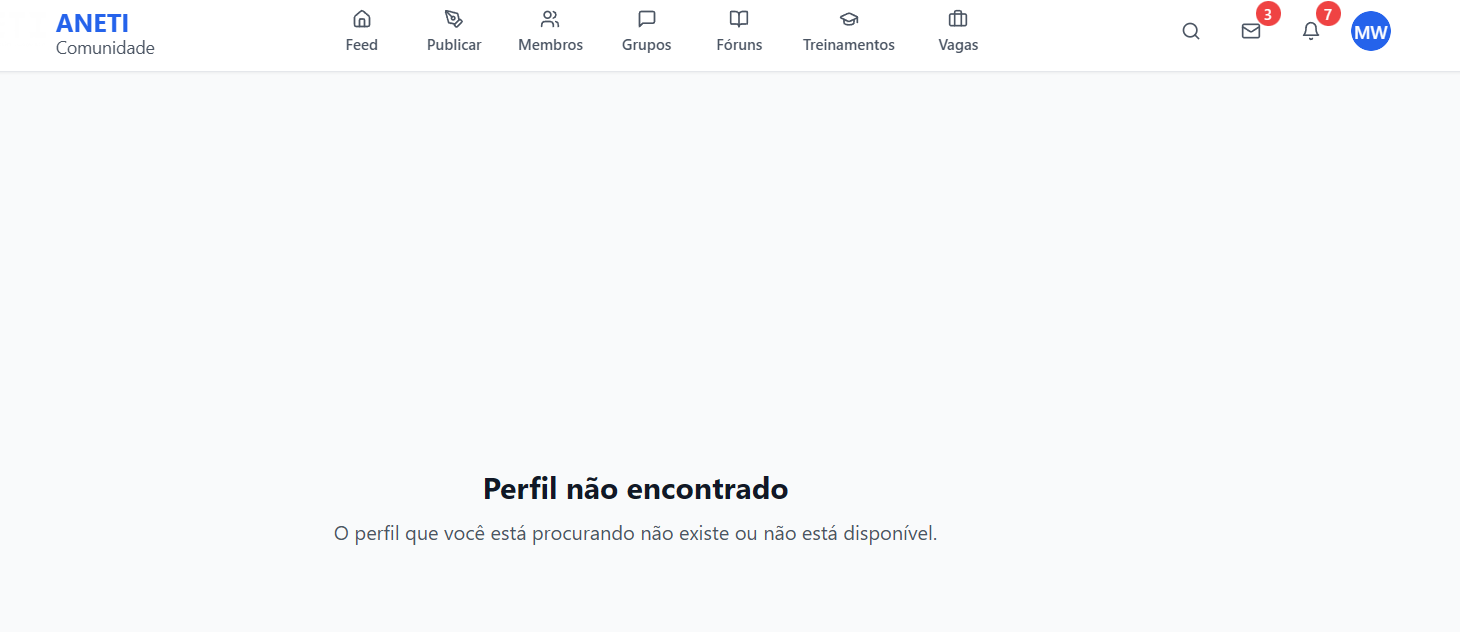 ANETI
Comunidade
Feed
Publicar
Membros
Grupos
Fóruns
Treinamentos
Vagas
3
7
MW
Perfil não encontrado
O perfil que você está procurando não existe ou não está disponível.